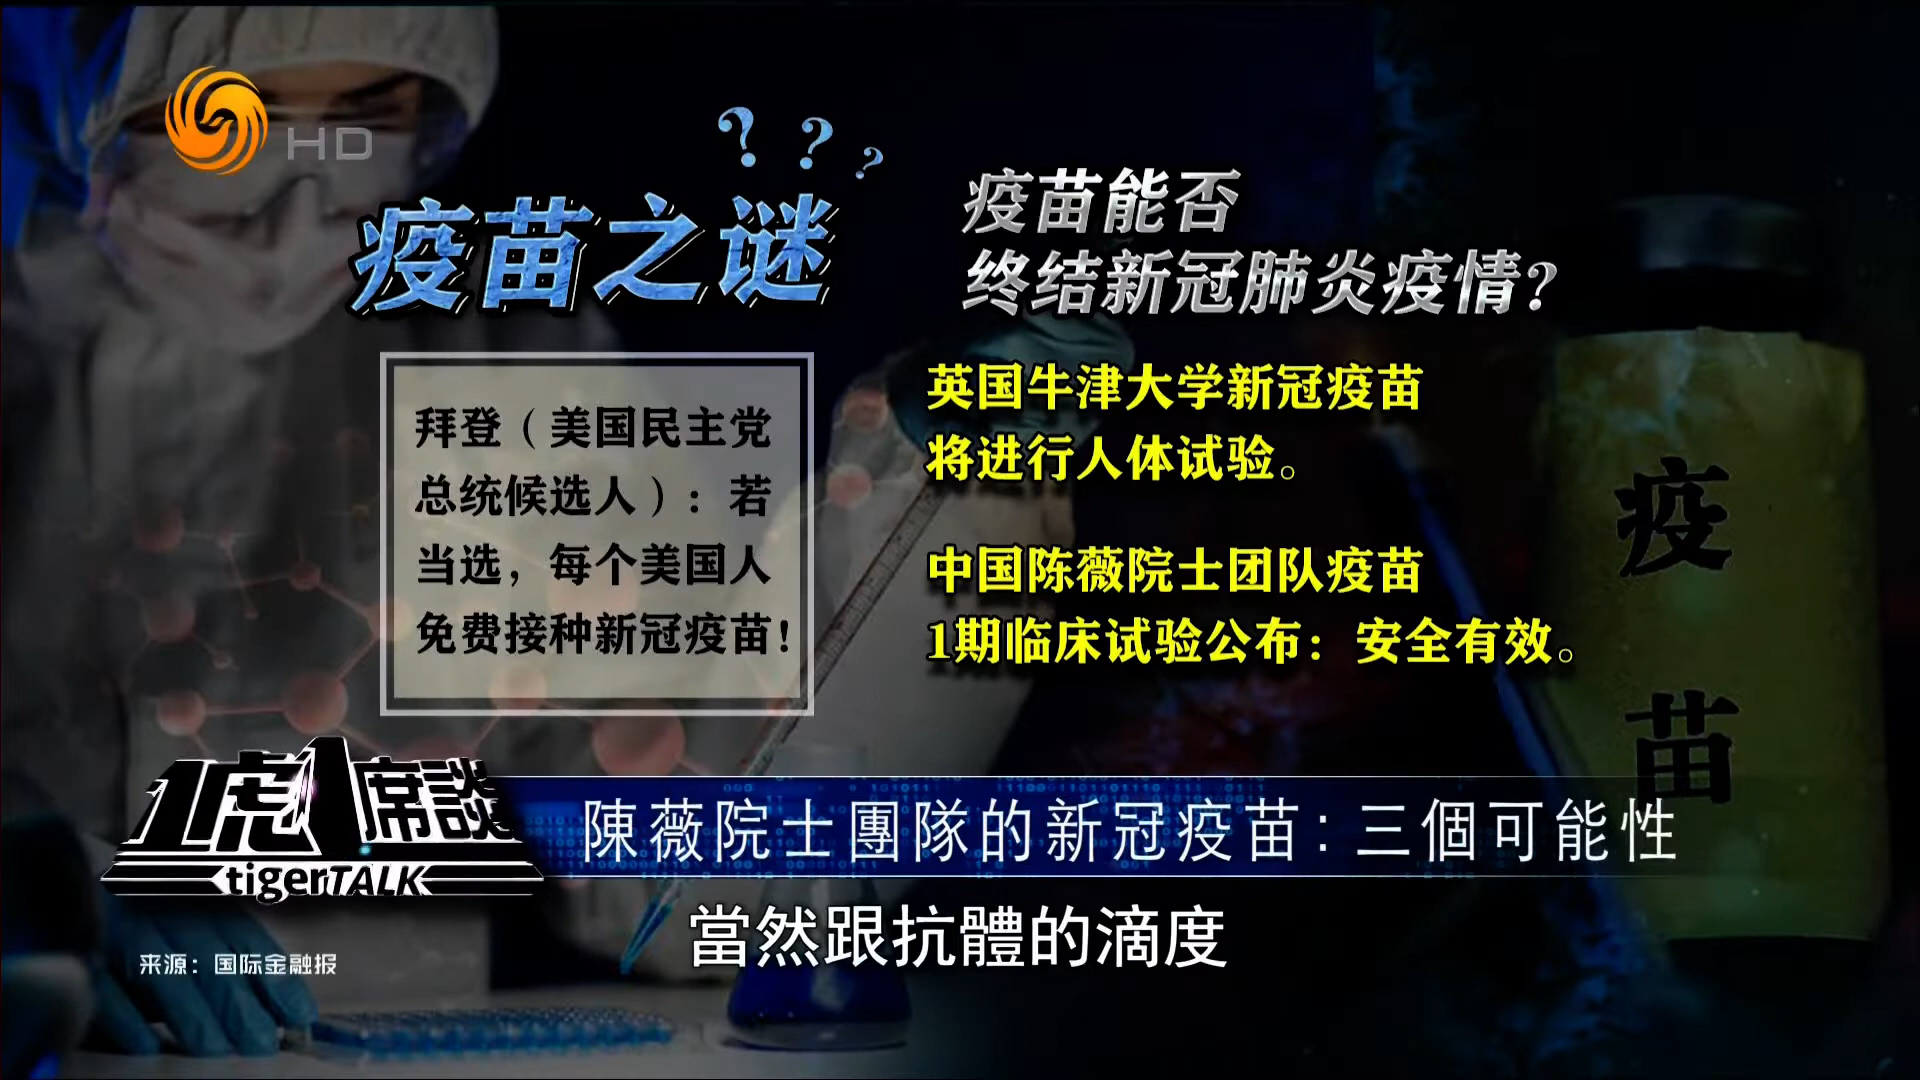 HD
? ? ?
疫苗之谜
疫苗能否
终结新冠肺炎疫情?
拜登（美国民主党
总统候选人）：若
当选，每个美国人
免费接种新冠疫苗！
英国牛津大学新冠疫苗
将进行人体试验。
中国陈薇院士团队疫苗
1期临床试验公布：安全有效。
疫
苗
1虎1席談
tigerTALK
陳薇院士團隊的新冠疫苗：三個可能性
當然跟抗體的滴度
来源：国际金融报